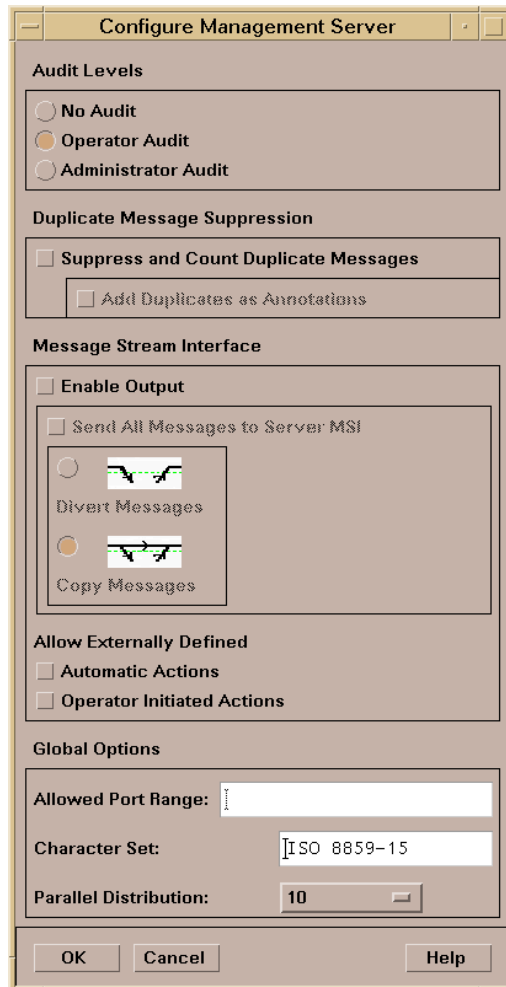 Configure Management Server
Audit Levels
No Audit
Operator Audit
Administrator Audit
Duplicate Message Suppression
Suppress and Count Duplicate Messages
Add Duplicates as Annotations
Message Stream Interface
Enable Output
Send All Messages to Server MSI
Divert Messages
Copy Messages
Allow Externally Defined
Automatic Actions
Operator Initiated Actions
Global Options
Allowed Port Range:
Character Set: ISO 8859-15
Parallel Distribution: 10
OK Cancel Help